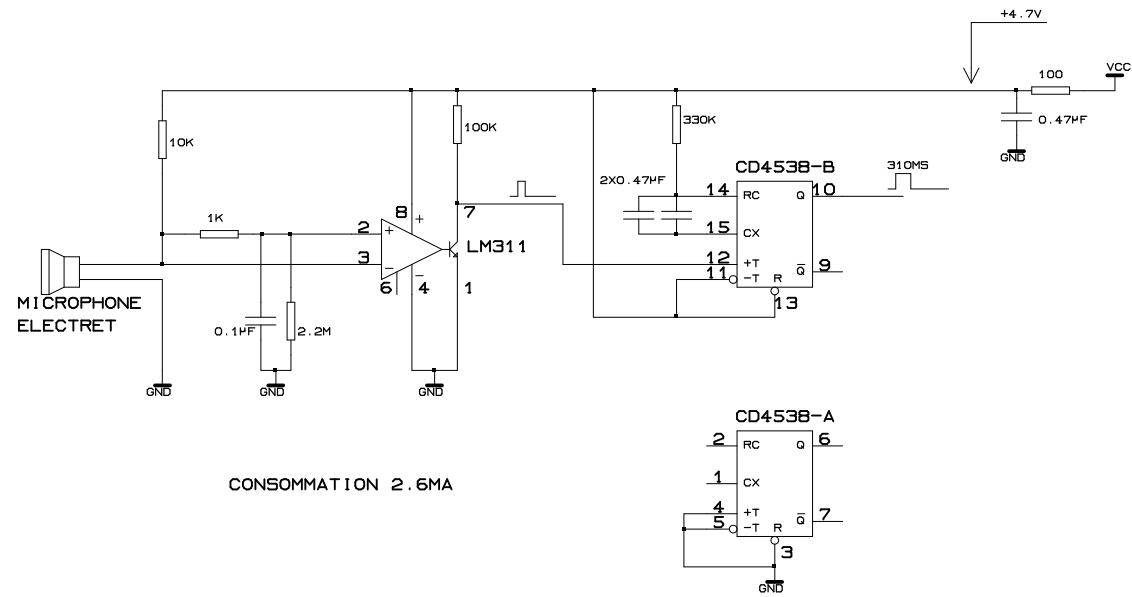 +4.7V
VCC
100
0.47µF
GND
10K
100K
330K
CD4538-B
310MS
2X0.47µF
14 RC Q 10
15 CX
12 +T
11 -T R Q 9
13
1K
8 +
7
2 +
3 -
LM311
6 4 - 1
MICROPHONE
ELECTRET
0.1µF
2.2M
GND
GND
GND
CD4538-A
2 RC Q 6
1 CX
4 +T
5 -T R Q 7
3
GND
CONSOMMATION 2.6MA